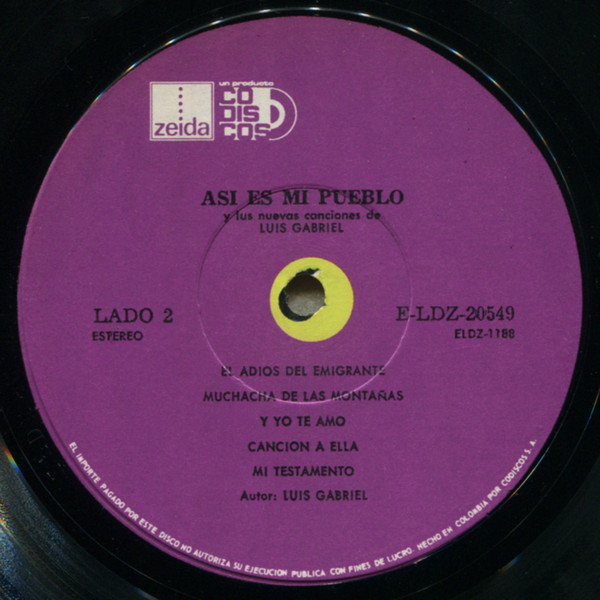 zeida
un producto
CO
DIS
COS
ASI ES MI PUEBLO
y lus nuevas canciones de
LUIS GABRIEL
LADO 2
ESTEREO
E-LDZ-20549
ELDZ-1188
EL ADIOS DEL EMIGRANTE
MUCHACHA DE LAS MONTAÑAS
Y YO TE AMO
CANCION A ELLA
MI TESTAMENTO
Autor: LUIS GABRIEL
EL IMPORTE PAGADO POR ESTE DISCO NO AUTORIZA SU EJECUCION PUBLICA CON FINES DE LUCRO. HECHO EN COLOMBIA POR CODISCOS S.A.